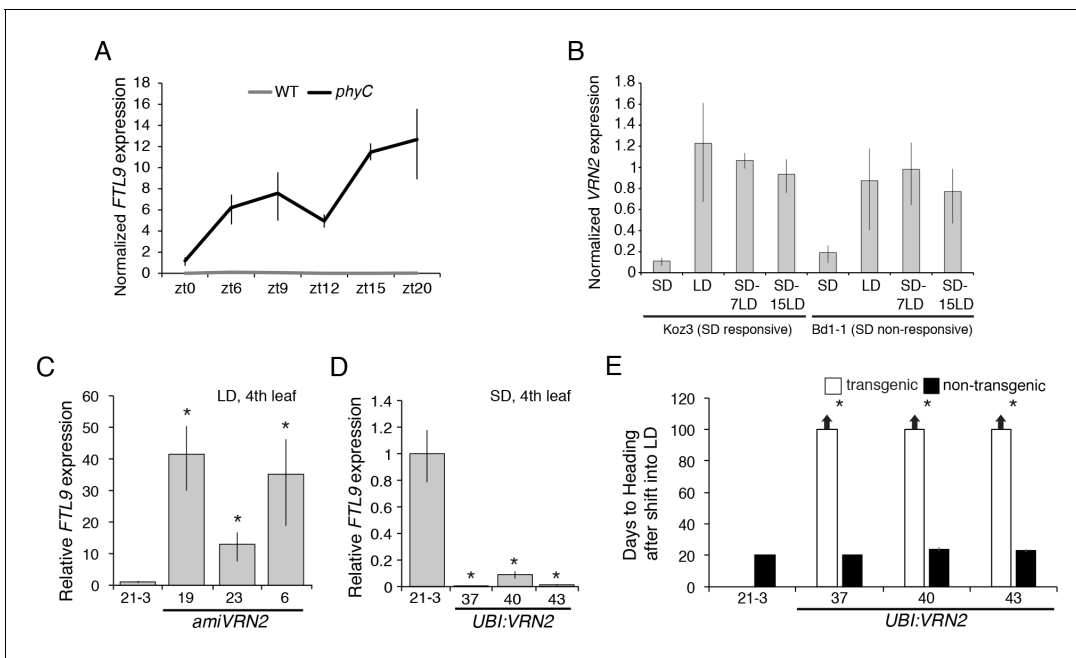 A
Normalized FTL9 expression
18
16
14
12
10
8
6
4
2
0
WT
phyC
zt0 zt6 zt9 zt12 zt15 zt20
B
Normalized VRN2 expression
1.8
1.6
1.4
1.2
1
0.8
0.6
0.4
0.2
0
SD LD SD- SD- SD LD SD- SD-
7LD 15LD 7LD 15LD
Koz3 (SD responsive) Bd1-1 (SD non-responsive)
C
LD, 4th leaf
Relative FTL9 expression
60
50
40
30
20
10
0
* * *
21-3 19 23 6
amiVRN2
D
SD, 4th leaf
Relative FTL9 expression
1.4
1.2
1
0.8
0.6
0.4
0.2
0
* * *
21-3 37 40 43
UBI:VRN2
E
transgenic non-transgenic
Days to Heading
after shift into LD
120
100
80
60
40
20
0
* * *
21-3 37 40 43
UBI:VRN2